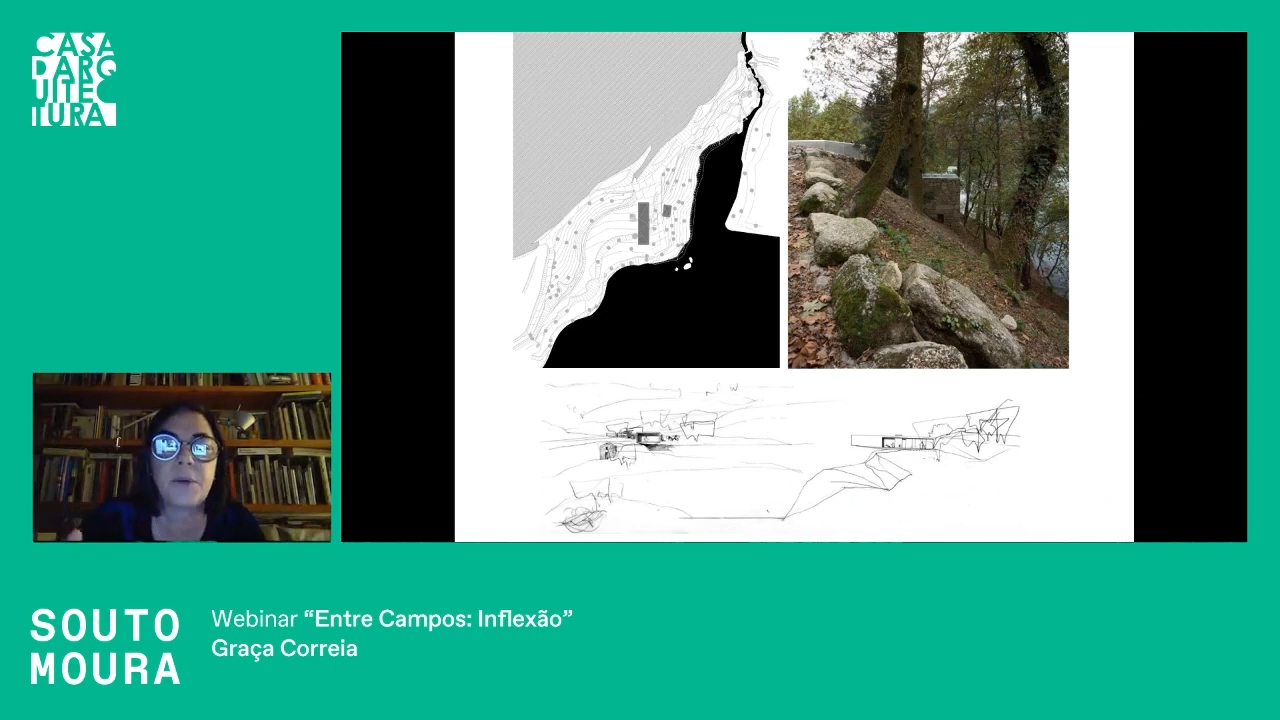 CASA
DARQ
UITEC
TURA
SOUTO
MOURA
Webinar “Entre Campos: Inflexão”
Graça Correia